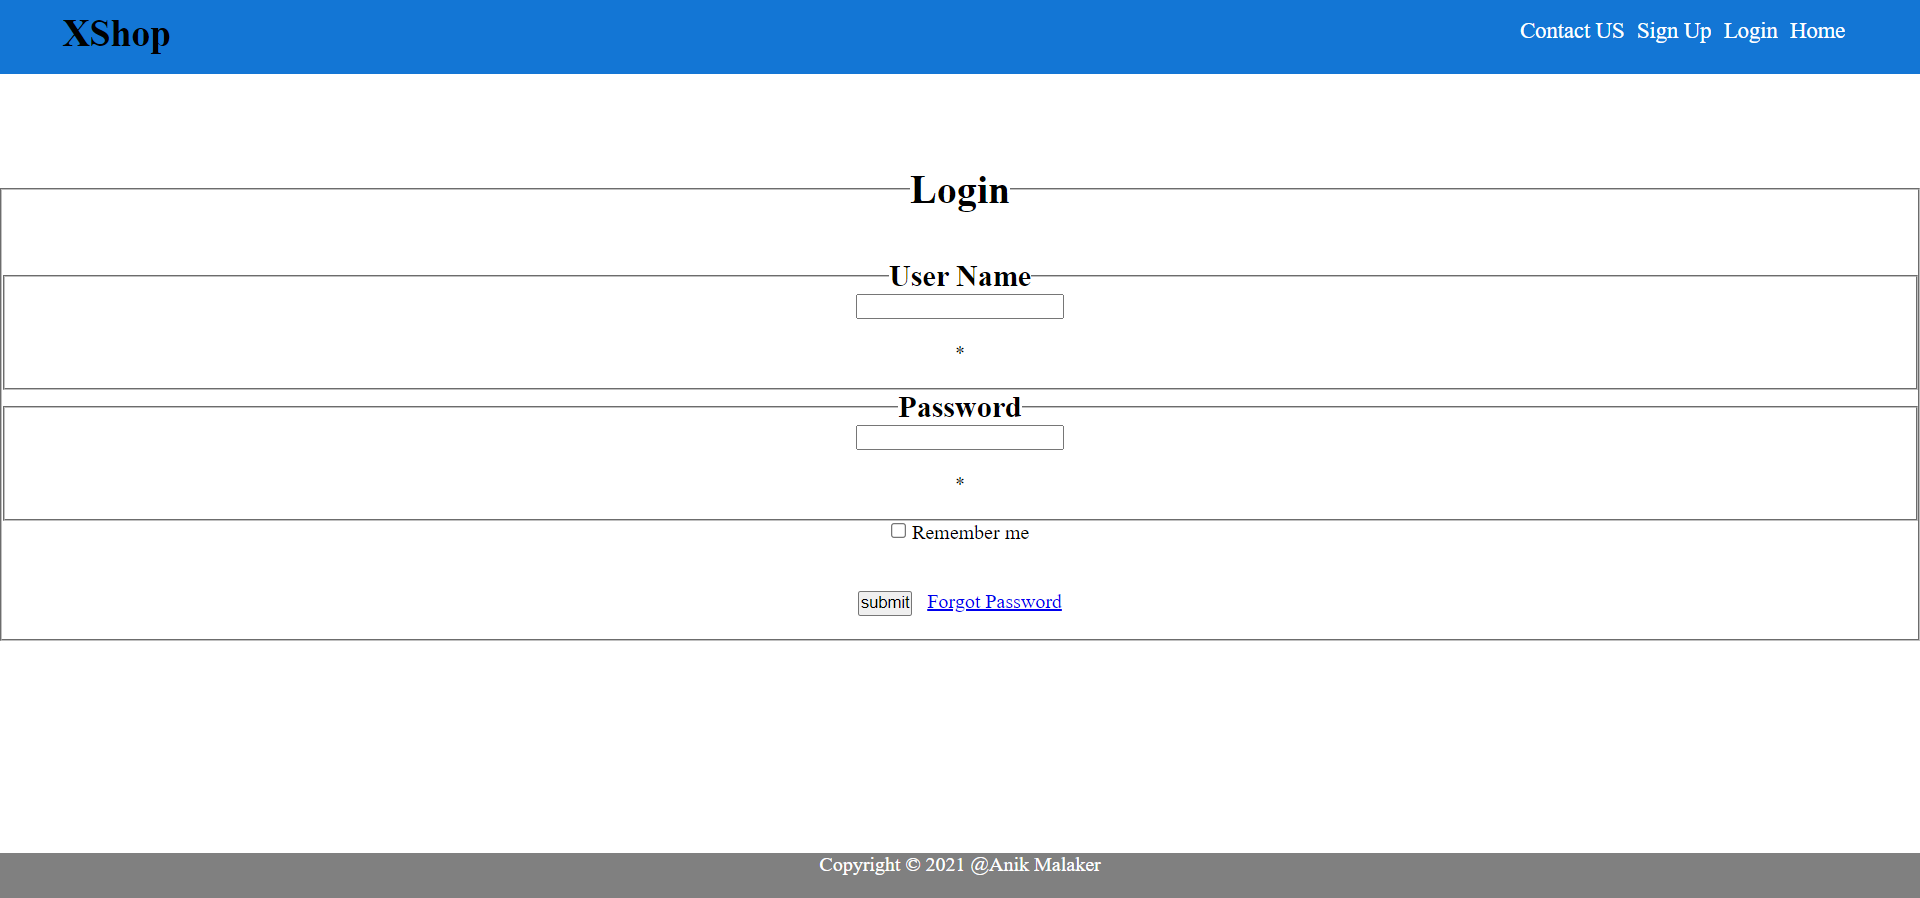 XShop
Contact US Sign Up Login Home
Login
User Name
*
Password
*
Remember me
submit Forgot Password
Copyright © 2021 @Anik Malaker